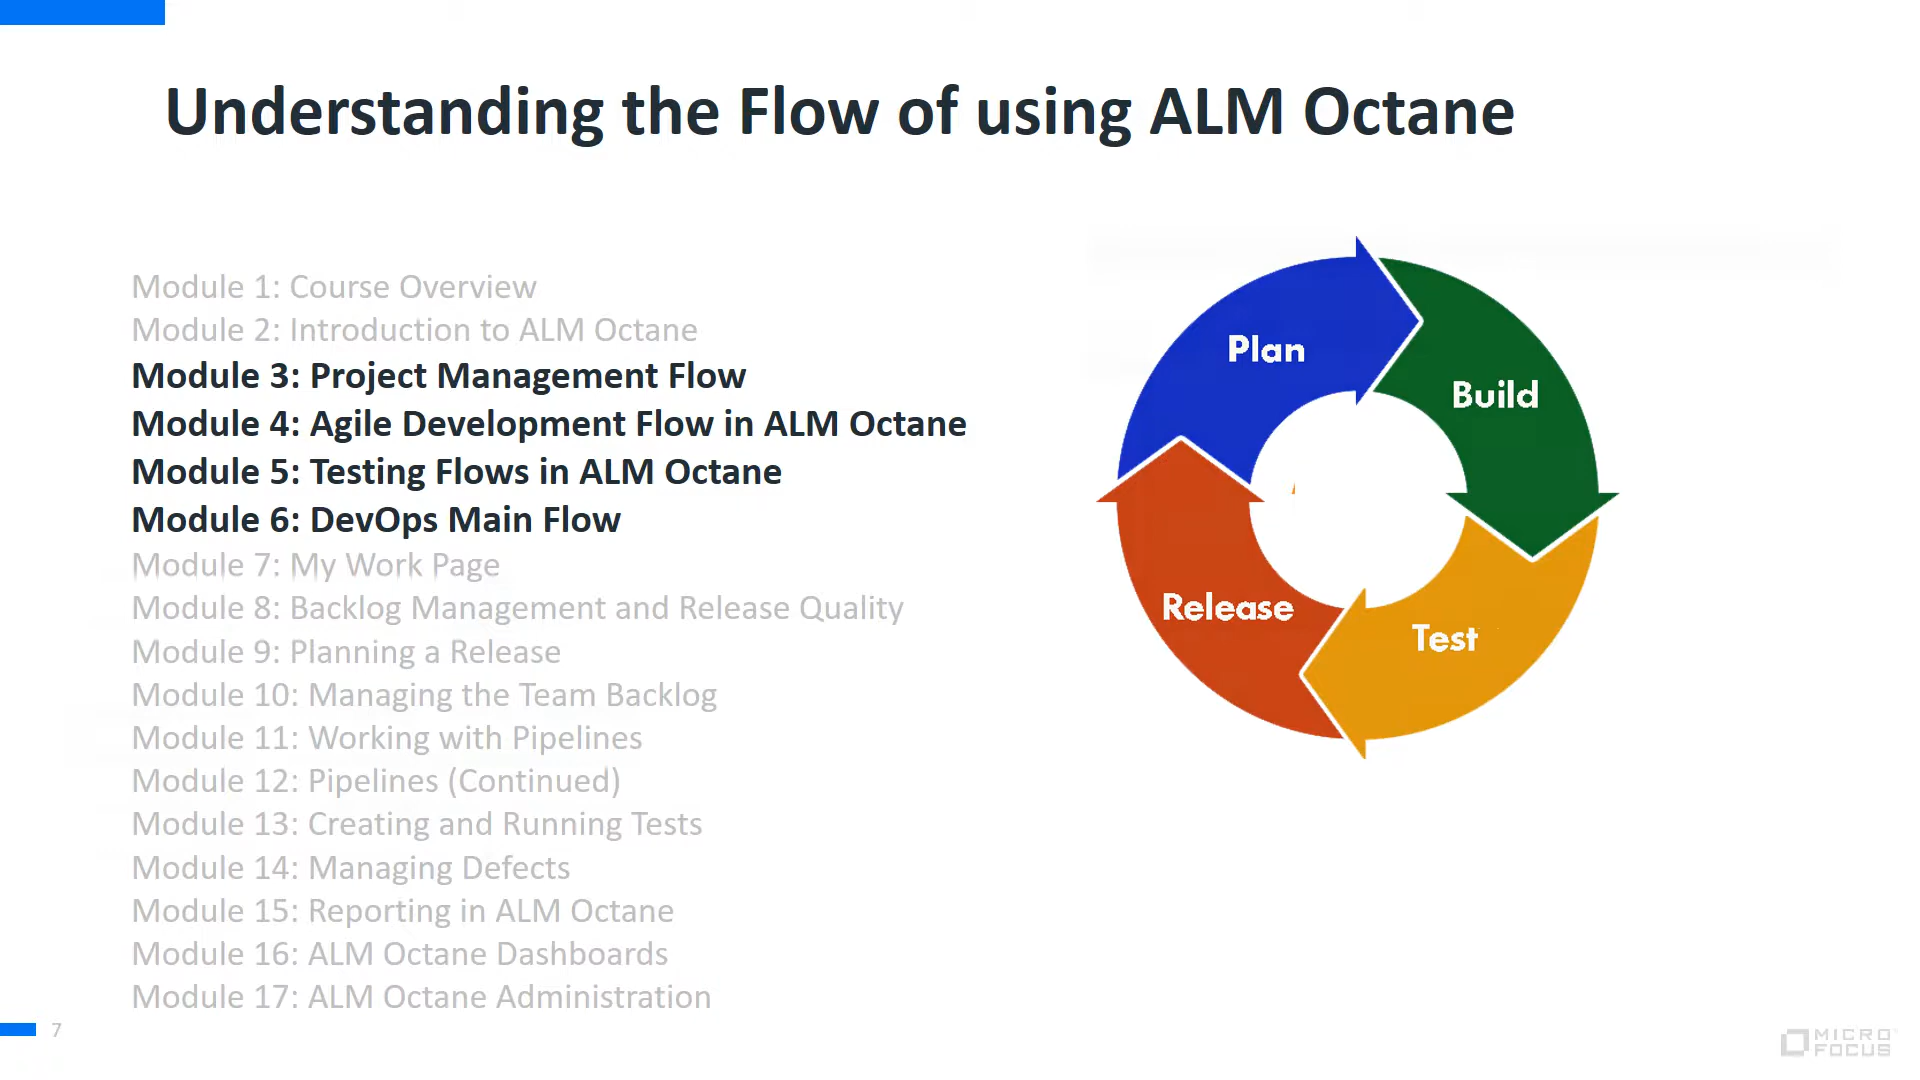 Understanding the Flow of using ALM Octane
Module 1: Course Overview
Module 2: Introduction to ALM Octane
Module 3: Project Management Flow
Module 4: Agile Development Flow in ALM Octane
Module 5: Testing Flows in ALM Octane
Module 6: DevOps Main Flow
Module 7: My Work Page
Module 8: Backlog Management and Release Quality
Module 9: Planning a Release
Module 10: Managing the Team Backlog
Module 11: Working with Pipelines
Module 12: Pipelines (Continued)
Module 13: Creating and Running Tests
Module 14: Managing Defects
Module 15: Reporting in ALM Octane
Module 16: ALM Octane Dashboards
Module 17: ALM Octane Administration
Plan
Build
Test
Release
7
MICRO
FOCUS